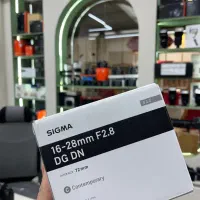 SIGMA
16-28mm F2.8
DG DN
72mm
C Contemporary